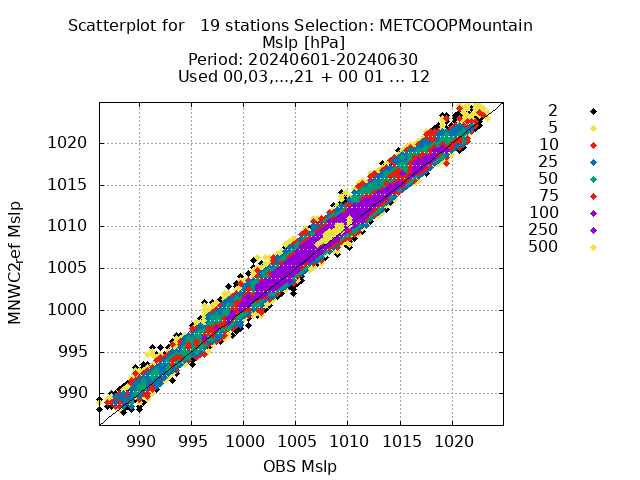 Scatterplot for 19 stations Selection: METCOOPMountain
Mslp [hPa]
Period: 20240601-20240630
Used 00,03,...,21 + 00 01 ... 12
2
5
10
25
50
75
100
250
500
1020
1015
1010
1005
1000
995
990
MNWC2
990 995 1000 1005 1010 1015 1020
OBS Mslp